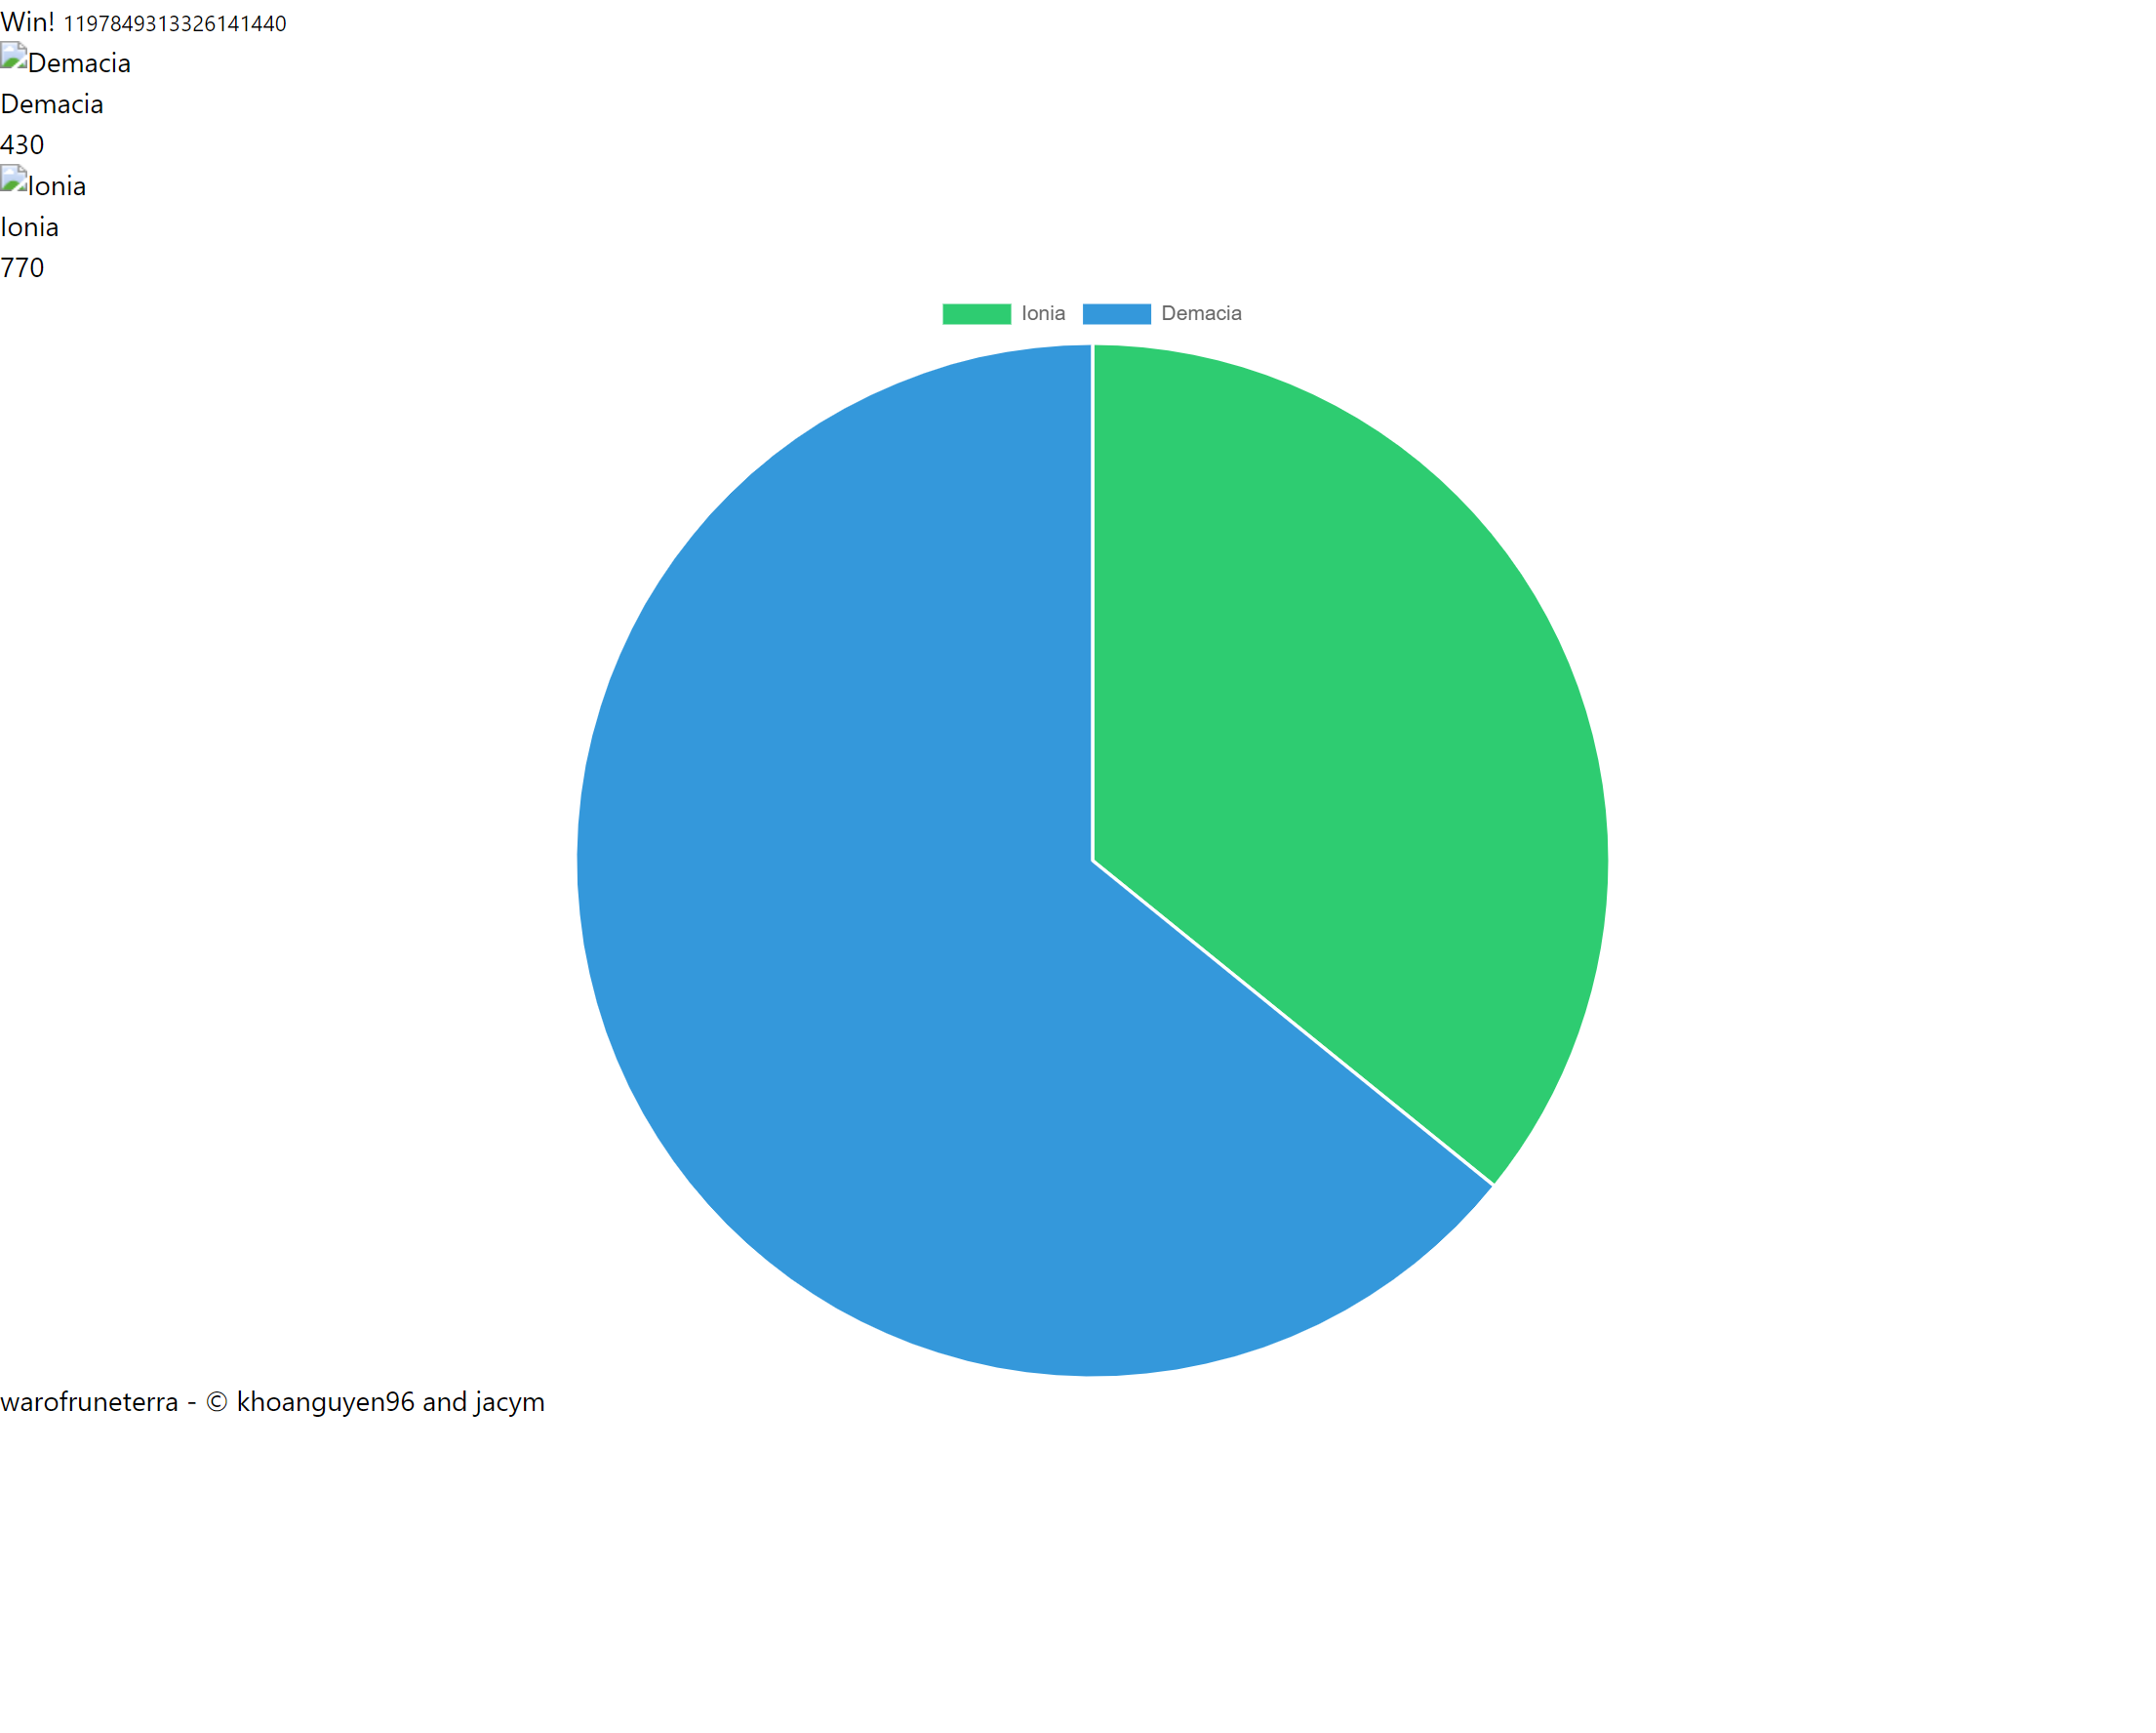 Win! 1197849313326141440
Demacia
Demacia
430
Ionia
Ionia
770
Ionia Demacia
warofruneterra - © khoanguyen96 and jacym